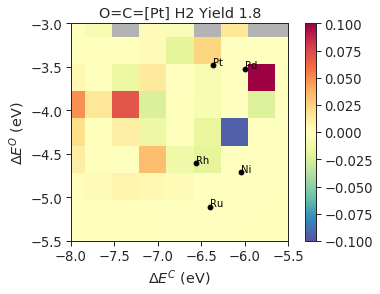 O=C=[Pt] H2 Yield 1.8
−3.0
−3.5
−4.0
−4.5
−5.0
−5.5
ΔE^O (eV)
Pt
Pd
Rh
Ni
Ru
−8.0 −7.5 −7.0 −6.5 −6.0 −5.5
ΔE^C (eV)
0.100
0.075
0.050
0.025
0.000
−0.025
−0.050
−0.075
−0.100